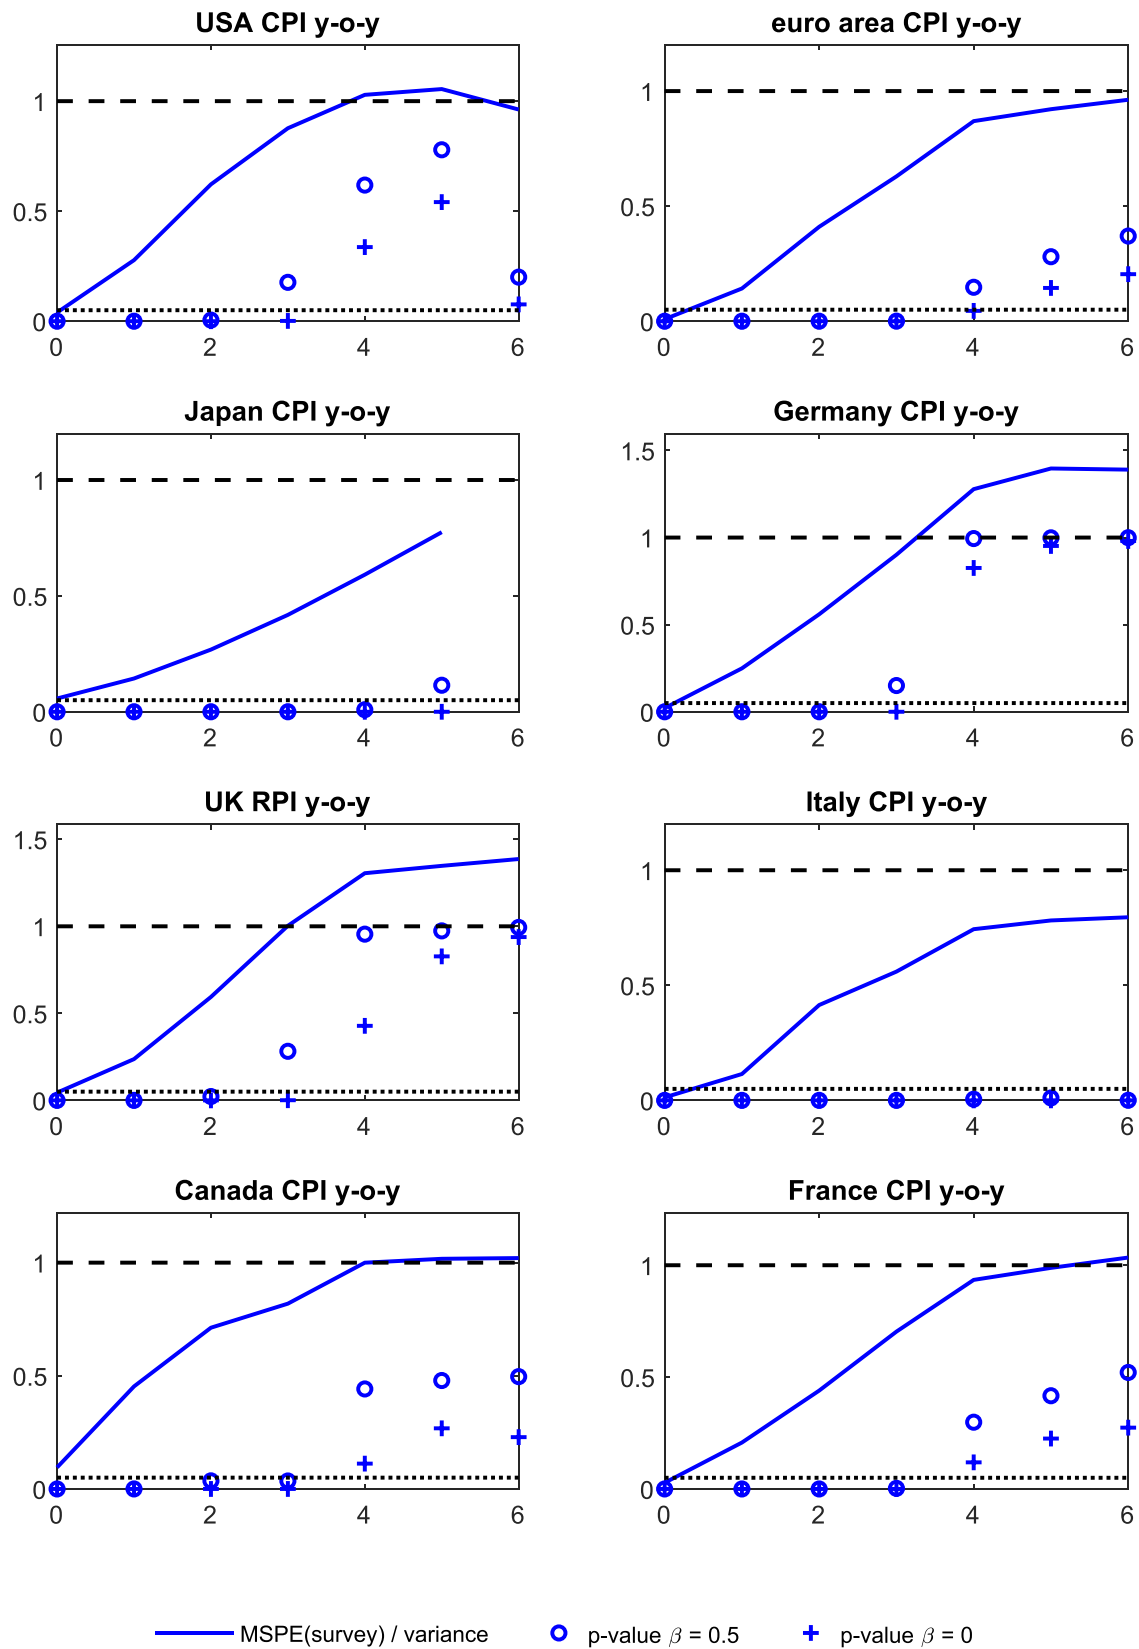 USA CPI y-o-y
1
0.5
0
0 2 4 6
euro area CPI y-o-y
1
0.5
0
0 2 4 6
Japan CPI y-o-y
1
0.5
0
0 2 4 6
Germany CPI y-o-y
1.5
1
0.5
0
0 2 4 6
UK RPI y-o-y
1.5
1
0.5
0
0 2 4 6
Italy CPI y-o-y
1
0.5
0
0 2 4 6
Canada CPI y-o-y
1
0.5
0
0 2 4 6
France CPI y-o-y
1
0.5
0
0 2 4 6
MSPE(survey) / variance p-value β = 0.5 p-value β = 0